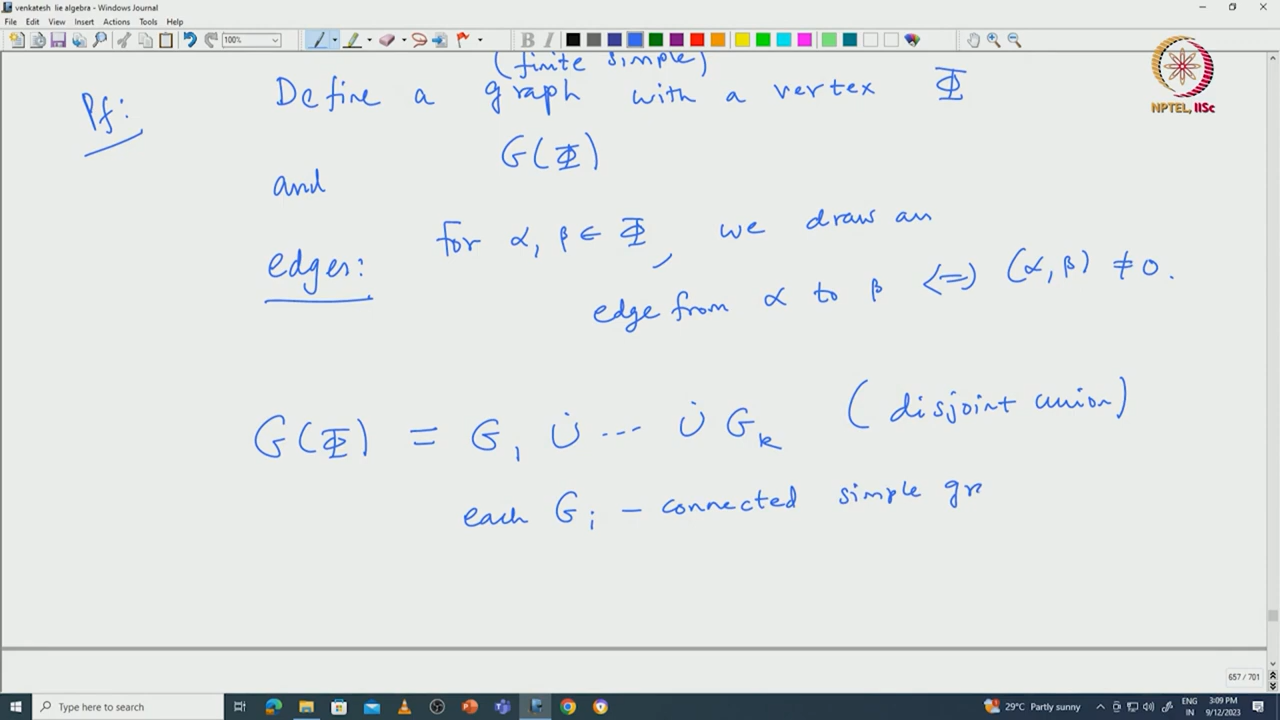 venkatesh lie algebra - Windows Journal
File Edit View Insert Actions Tools Help
100%
NPTEL, IISc
(finite simple)
Pf: Define a graph with a vertex Φ
G(Φ)
and
edges: For α, β ∈ Φ, we draw an
edge from α to β <=> (α, β) ≠ 0.
G(Φ) = G₁ ∪̇ ... ∪̇ Gₖ (disjoint union)
each Gᵢ - connected simple gr
657 / 701
Type here to search
29°C Partly sunny
ENG
IN
3:09 PM
9/12/2023